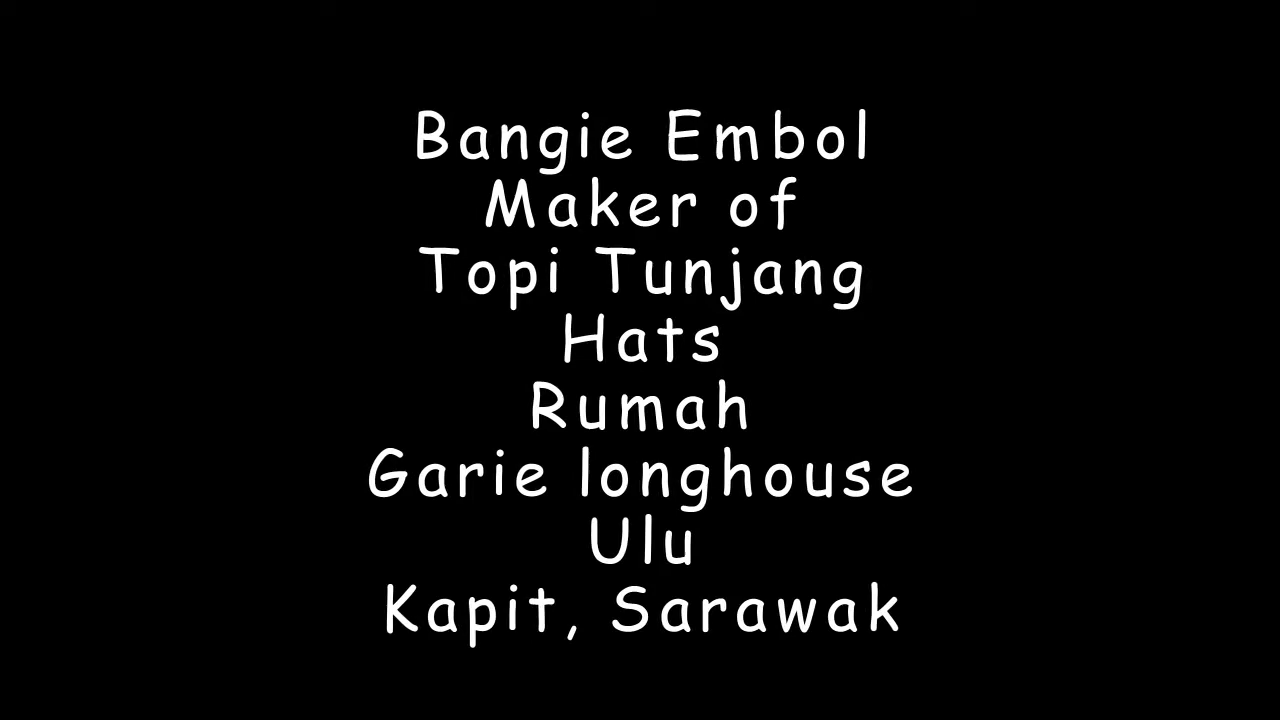 Bangie Embol
Maker of
Topi Tunjang
Hats
Rumah
Garie longhouse
Ulu
Kapit, Sarawak